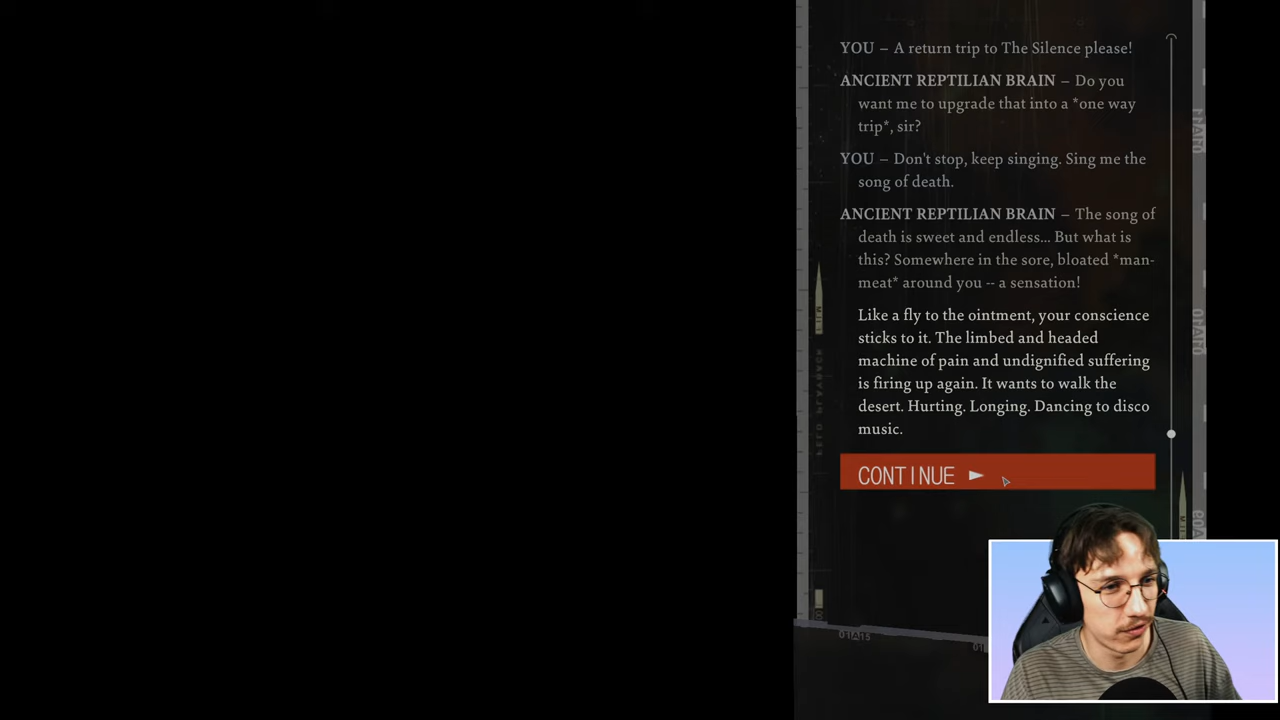 YOU – A return trip to The Silence please!
ANCIENT REPTILIAN BRAIN – Do you
want me to upgrade that into a *one way
trip*, sir?
YOU – Don't stop, keep singing. Sing me the
song of death.
ANCIENT REPTILIAN BRAIN – The song of
death is sweet and endless... But what is
this? Somewhere in the sore, bloated *man-
meat* around you -- a sensation!
Like a fly to the ointment, your conscience
sticks to it. The limbed and headed
machine of pain and undignified suffering
is firing up again. It wants to walk the
desert. Hurting. Longing. Dancing to disco
music.
CONTINUE
01A15